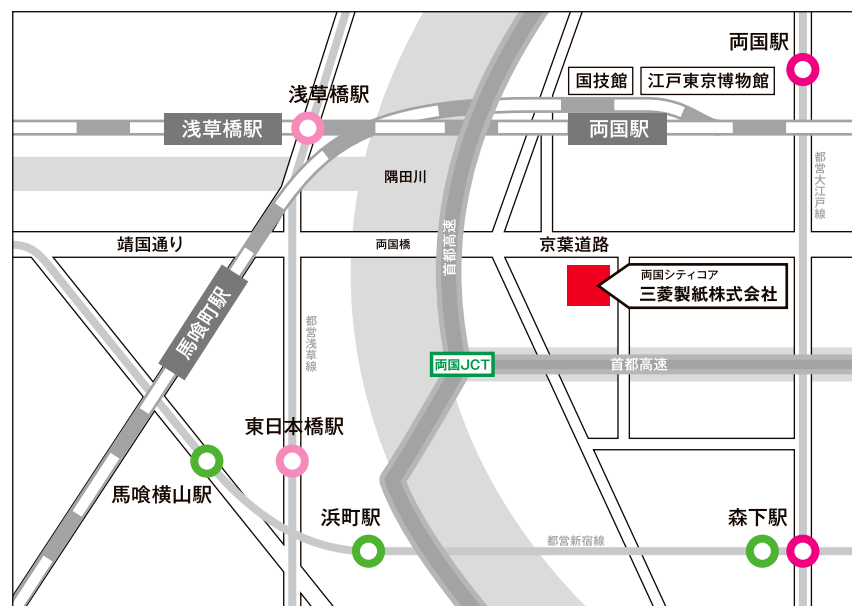 両国駅
国技館
江戸東京博物館
浅草橋駅
浅草橋駅
両国駅
隅田川
都営大江戸線
首都高速
靖国通り
両国橋
京葉道路
両国シティコア
三菱製紙株式会社
馬喰町駅
都営浅草線
両国JCT
首都高速
東日本橋駅
馬喰横山駅
浜町駅
都営新宿線
森下駅